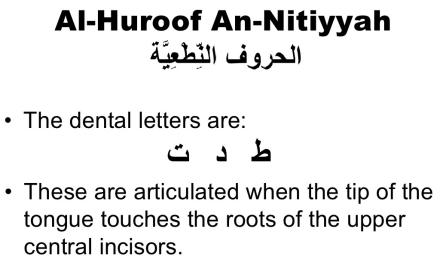 Al-Huroof An-Nitiyyah
الحروف النِّطْعِيَّة
• The dental letters are:
ط د ت
• These are articulated when the tip of the
tongue touches the roots of the upper
central incisors.